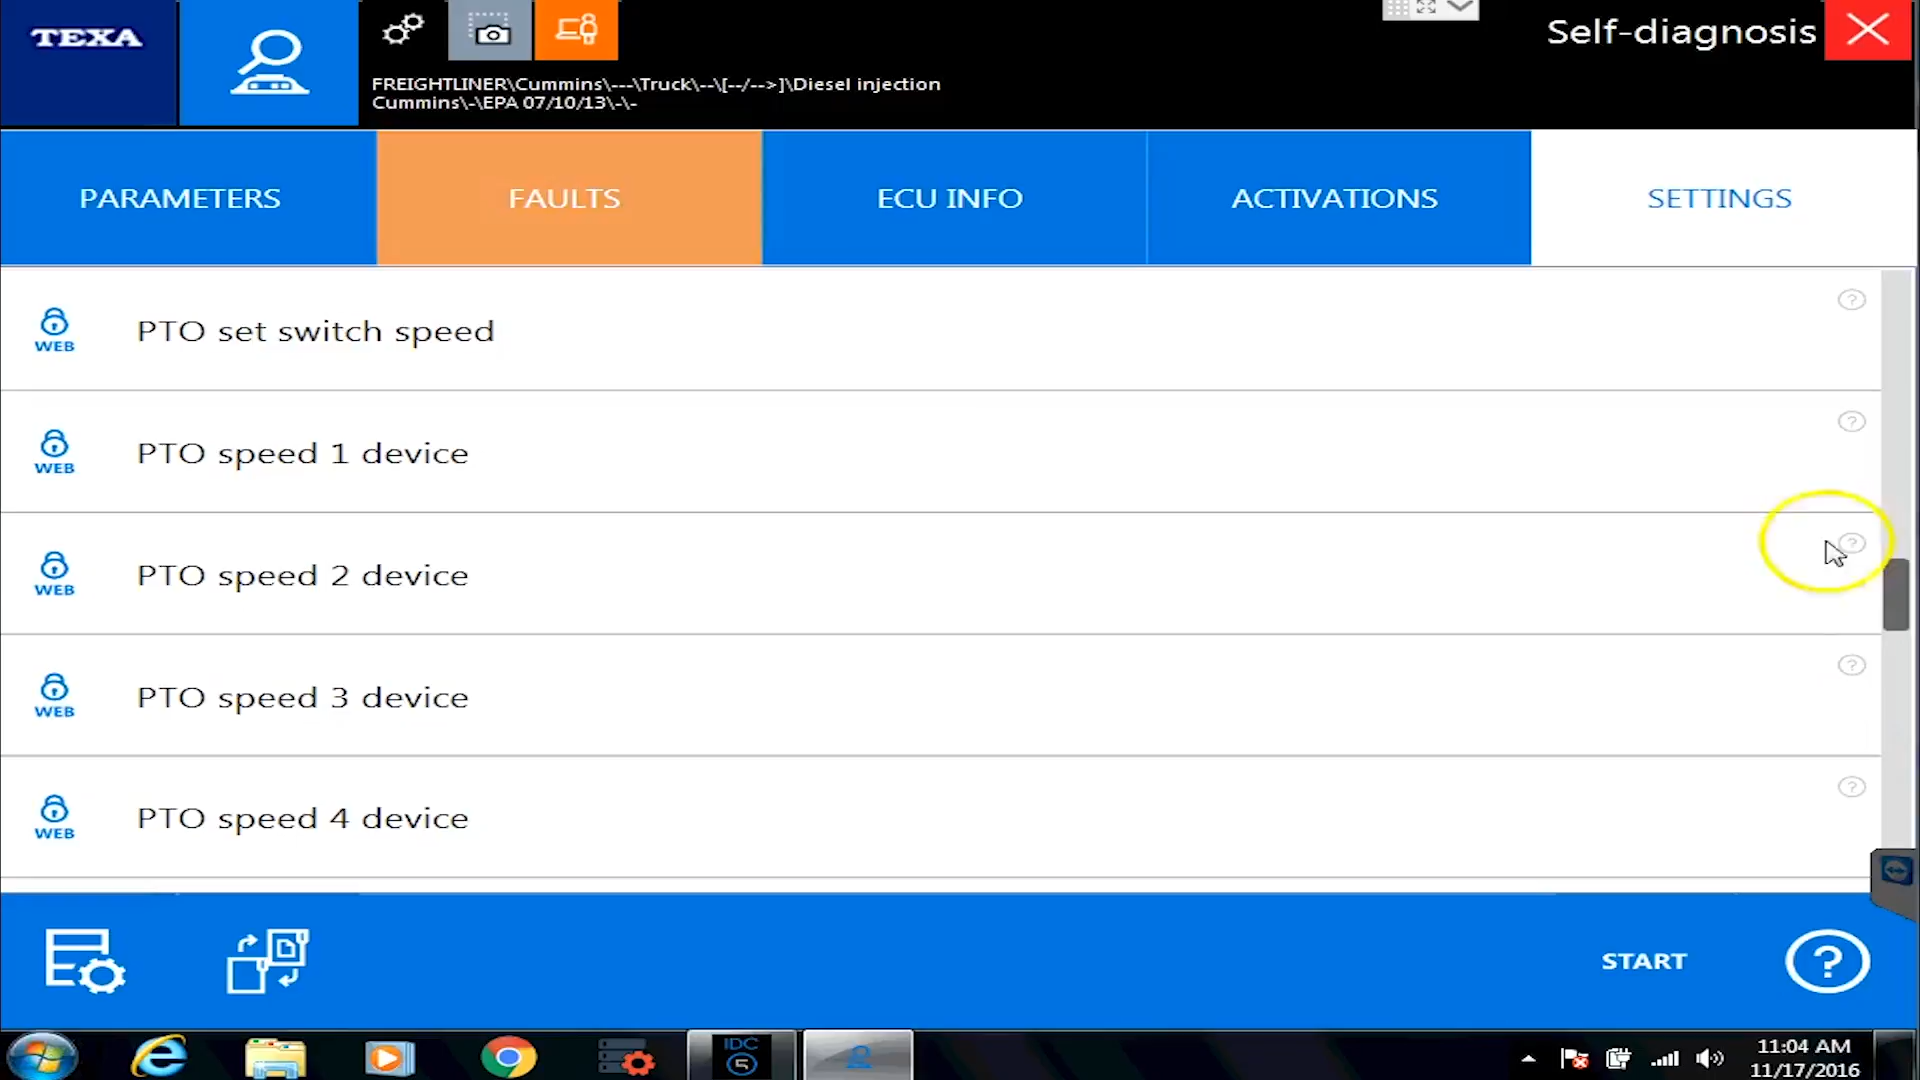 TEXA
Self-diagnosis
FREIGHTLINER\Cummins\---\Truck\--\[--/-->]\Diesel injection
Cummins\-\EPA 07/10/13\-\-
PARAMETERS
FAULTS
ECU INFO
ACTIVATIONS
SETTINGS
WEB
PTO set switch speed
?
WEB
PTO speed 1 device
?
WEB
PTO speed 2 device
?
WEB
PTO speed 3 device
?
WEB
PTO speed 4 device
?
START
?
IDC
5
11:04 AM
11/17/2016